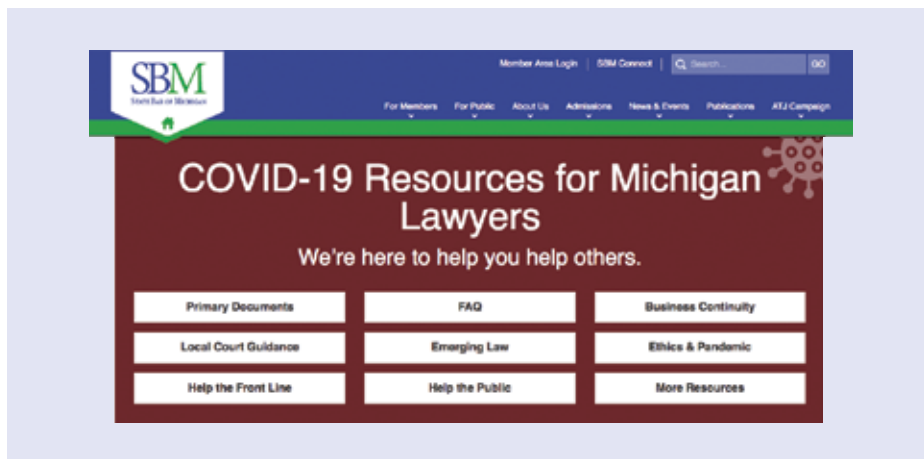 Member Area Login | SBM Connect | Search... GO
SBM
STATE BAR OF MICHIGAN
For Members For Public About Us Admissions News & Events Publications ATJ Campaign
COVID-19 Resources for Michigan
Lawyers
We're here to help you help others.
Primary Documents FAQ Business Continuity
Local Court Guidance Emerging Law Ethics & Pandemic
Help the Front Line Help the Public More Resources